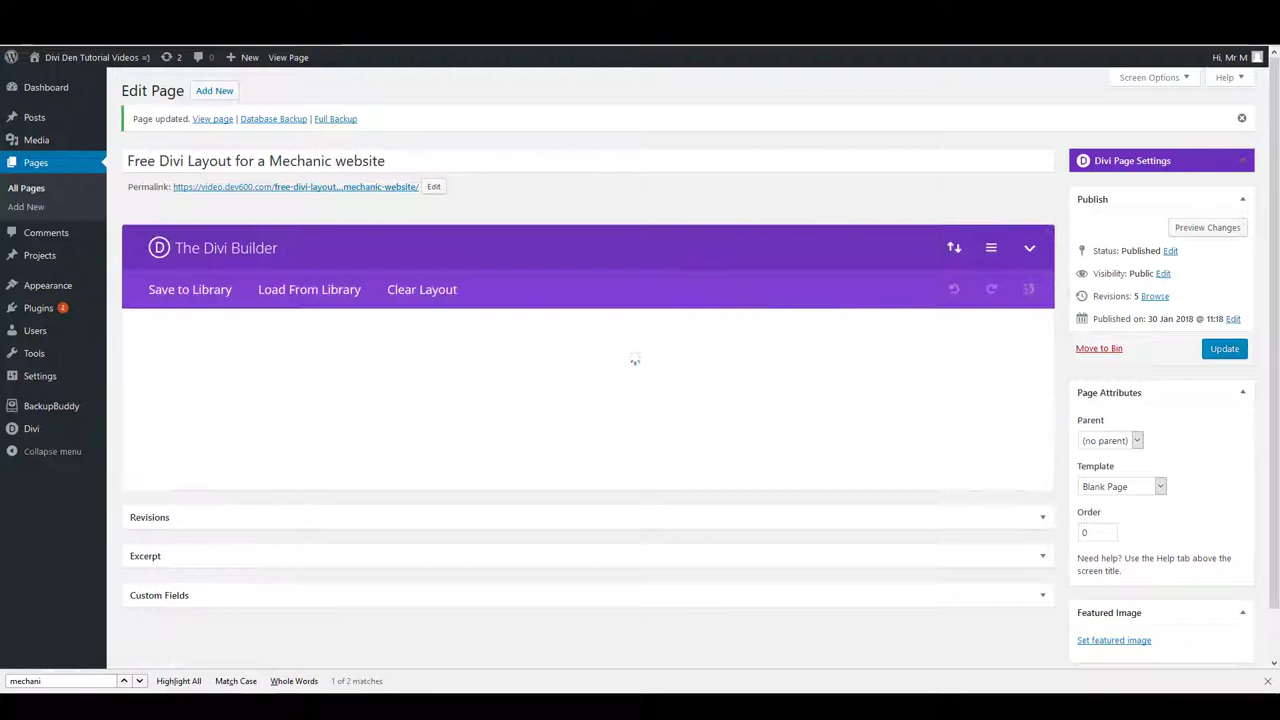 Divi Den Tutorial Videos =) 2 0 New View Page Hi, Mr M
Dashboard
Posts
Media
Pages
All Pages
Add New
Comments
Projects
Appearance
Plugins 2
Users
Tools
Settings
BackupBuddy
Divi
Collapse menu
Screen Options Help
Edit Page Add New
Page updated. View page | Database Backup | Full Backup
Free Divi Layout for a Mechanic website
Permalink: https://video.dev600.com/free-divi-layout…mechanic-website/ Edit
D The Divi Builder
Save to Library Load From Library Clear Layout
Revisions
Excerpt
Custom Fields
D Divi Page Settings
Publish
Preview Changes
Status: Published Edit
Visibility: Public Edit
Revisions: 5 Browse
Published on: 30 Jan 2018 @ 11:18 Edit
Move to Bin Update
Page Attributes
Parent
(no parent)
Template
Blank Page
Order
0
Need help? Use the Help tab above the
screen title.
Featured Image
Set featured image
mechani Highlight All Match Case Whole Words 1 of 2 matches